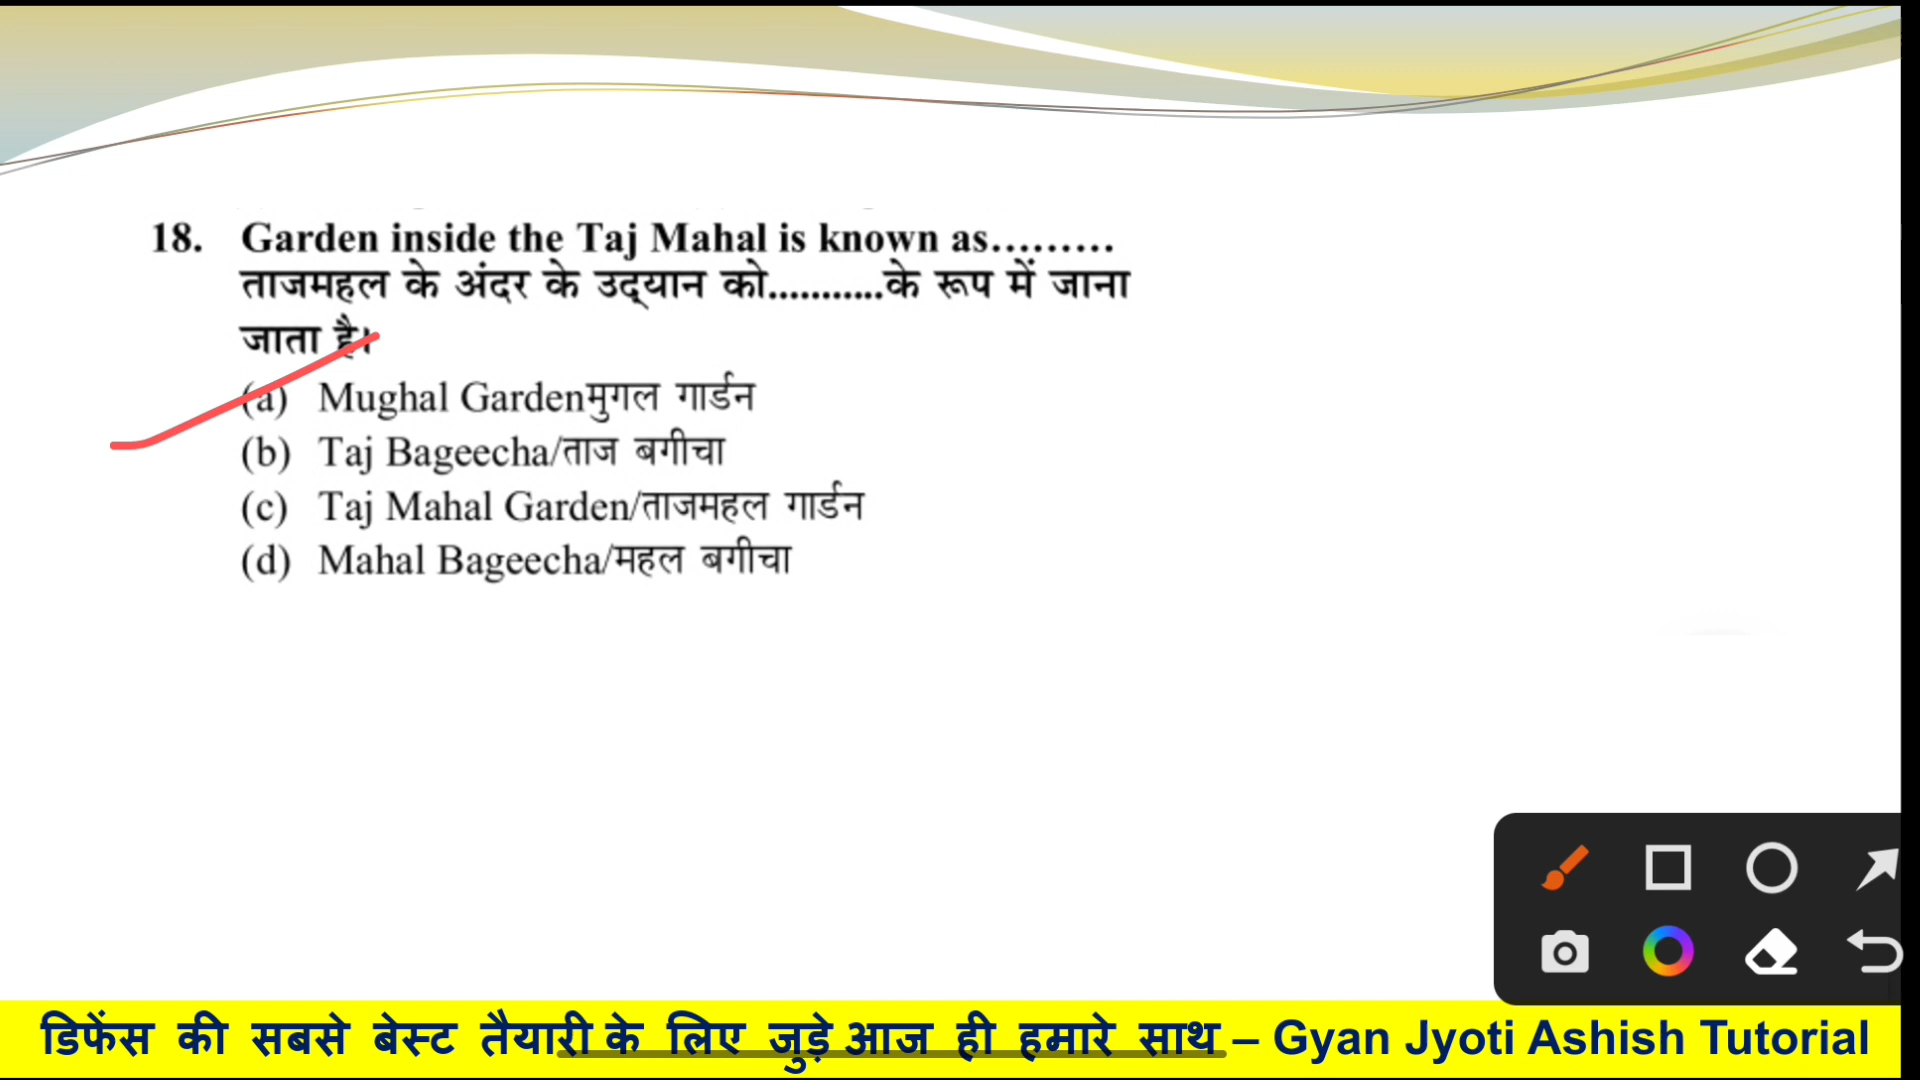 18. Garden inside the Taj Mahal is known as.........
ताजमहल के अंदर के उद्यान को...........के रूप में जाना
जाता है।
(a) Mughal Gardenमुगल गार्डन
(b) Taj Bageecha/ताज बगीचा
(c) Taj Mahal Garden/ताजमहल गार्डन
(d) Mahal Bageecha/महल बगीचा
डिफेंस की सबसे बेस्ट तैयारी के लिए जुड़े आज ही हमारे साथ – Gyan Jyoti Ashish Tutorial